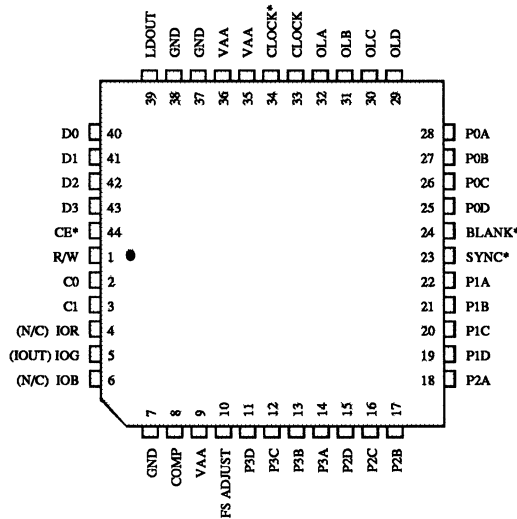 LDOUT GND GND VAA VAA CLOCK* CLOCK OLA OLB OLC OLD
39 38 37 36 35 34 33 32 31 30 29
D0 40 28 P0A
D1 41 27 P0B
D2 42 26 P0C
D3 43 25 P0D
CE* 44 24 BLANK*
R/W 1 23 SYNC*
C0 2 22 P1A
C1 3 21 P1B
(N/C) IOR 4 20 P1C
(IOUT) IOG 5 19 P1D
(N/C) IOB 6 18 P2A
7 8 9 10 11 12 13 14 15 16 17
GND COMP VAA FS ADJUST P3D P3C P3B P3A P2D P2C P2B